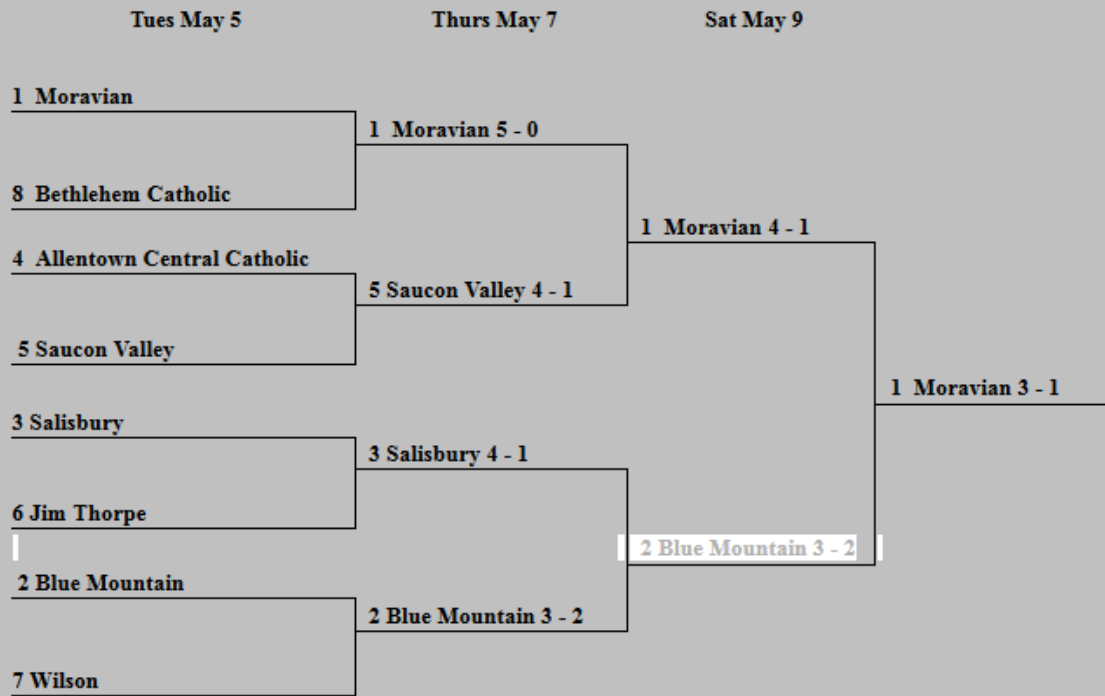 Tues May 5 Thurs May 7 Sat May 9
1 Moravian
1 Moravian 5 - 0
8 Bethlehem Catholic
1 Moravian 4 - 1
4 Allentown Central Catholic
5 Saucon Valley 4 - 1
5 Saucon Valley
1 Moravian 3 - 1
3 Salisbury
3 Salisbury 4 - 1
6 Jim Thorpe
2 Blue Mountain 3 - 2
2 Blue Mountain
2 Blue Mountain 3 - 2
7 Wilson